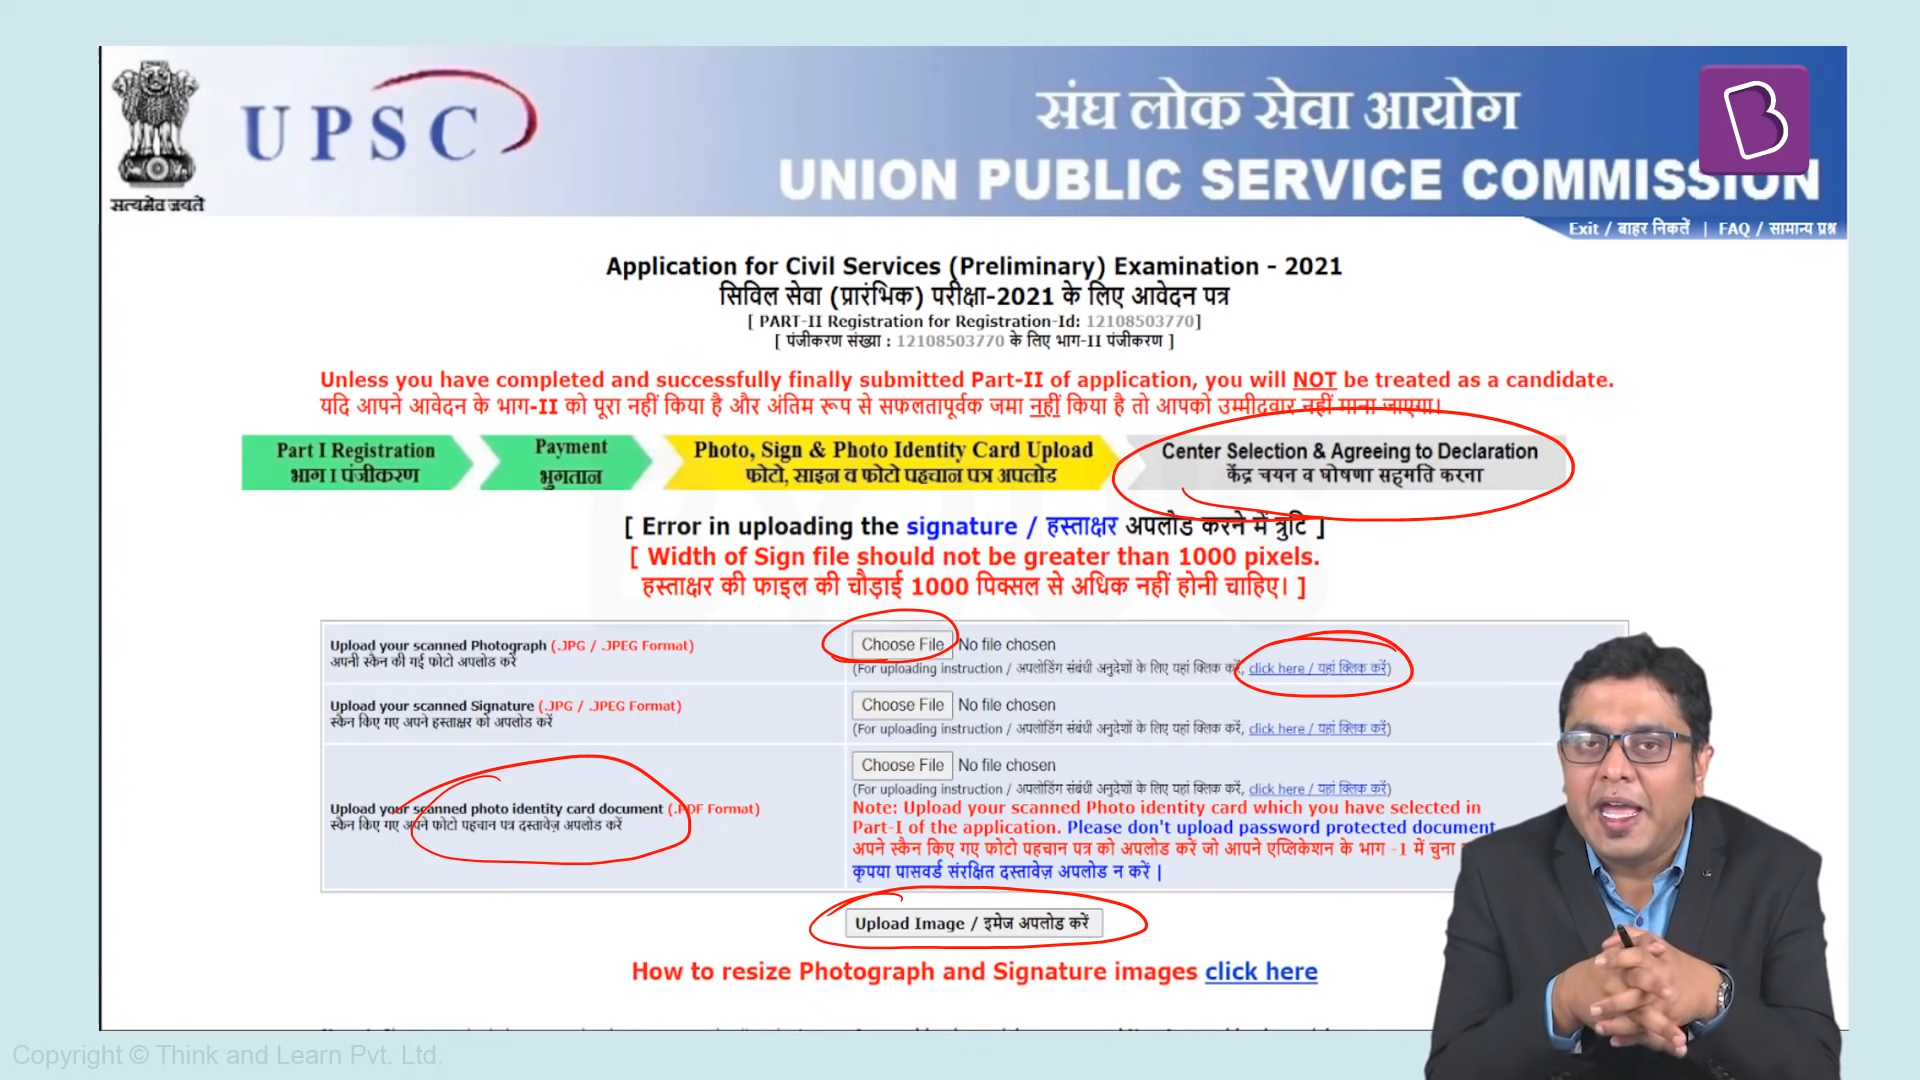 UPSC
संघ लोक सेवा आयोग
UNION PUBLIC SERVICE COMMISSION
सत्यमेव जयते
Exit / बाहर निकलें | FAQ / सामान्य प्रश्न
Application for Civil Services (Preliminary) Examination - 2021
सिविल सेवा (प्रारंभिक) परीक्षा-2021 के लिए आवेदन पत्र
[ PART-II Registration for Registration-Id: 12108503770]
[ पंजीकरण संख्या : 12108503770 के लिए भाग-II पंजीकरण ]
Unless you have completed and successfully finally submitted Part-II of application, you will NOT be treated as a candidate.
यदि आपने आवेदन के भाग-II को पूरा नहीं किया है और अंतिम रूप से सफलतापूर्वक जमा नहीं किया है तो आपको उम्मीदवार नहीं माना जाएगा।
Part I Registration
भाग I पंजीकरण
Payment
भुगतान
Photo, Sign & Photo Identity Card Upload
फोटो, साइन व फोटो पहचान पत्र अपलोड
Center Selection & Agreeing to Declaration
केंद्र चयन व घोषणा सहमति करना
[ Error in uploading the signature / हस्ताक्षर अपलोड करने में त्रुटि ]
[ Width of Sign file should not be greater than 1000 pixels.
हस्ताक्षर की फाइल की चौड़ाई 1000 पिक्सल से अधिक नहीं होनी चाहिए। ]
Upload your scanned Photograph (.JPG / .JPEG Format)
अपनी स्कैन की गई फोटो अपलोड करें
Choose File No file chosen
(For uploading instruction / अपलोडिंग संबंधी अनुदेशों के लिए यहां क्लिक करें, click here / यहां क्लिक करें)
Upload your scanned Signature (.JPG / .JPEG Format)
स्कैन किए गए अपने हस्ताक्षर को अपलोड करें
Choose File No file chosen
(For uploading instruction / अपलोडिंग संबंधी अनुदेशों के लिए यहां क्लिक करें, click here / यहां क्लिक करें)
Upload your scanned photo identity card document (.PDF Format)
स्कैन किए गए अपने फोटो पहचान पत्र दस्तावेज़ अपलोड करें
Choose File No file chosen
(For uploading instruction / अपलोडिंग संबंधी अनुदेशों के लिए यहां क्लिक करें, click here / यहां क्लिक करें)
Note: Upload your scanned Photo identity card which you have selected in
Part-I of the application. Please don't upload password protected document
अपने स्कैन किए गए फोटो पहचान पत्र को अपलोड करें जो आपने एप्लिकेशन के भाग -1 में चुना
कृपया पासवर्ड संरक्षित दस्तावेज़ अपलोड न करें |
Upload Image / इमेज अपलोड करें
How to resize Photograph and Signature images click here
Copyright © Think and Learn Pvt. Ltd.